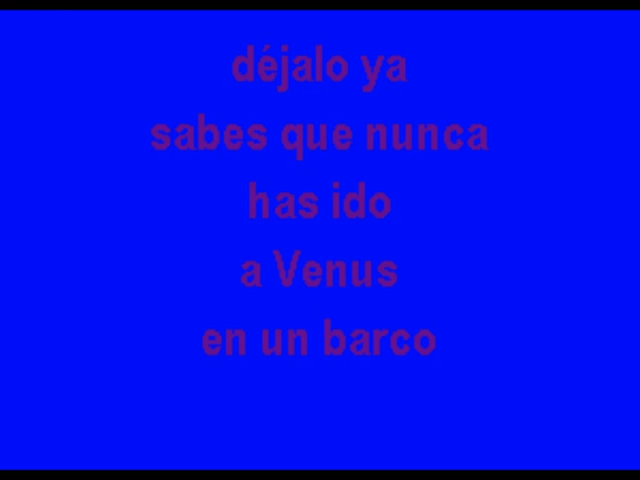 déjalo ya
sabes que nunca
has ido
a Venus
en un barco